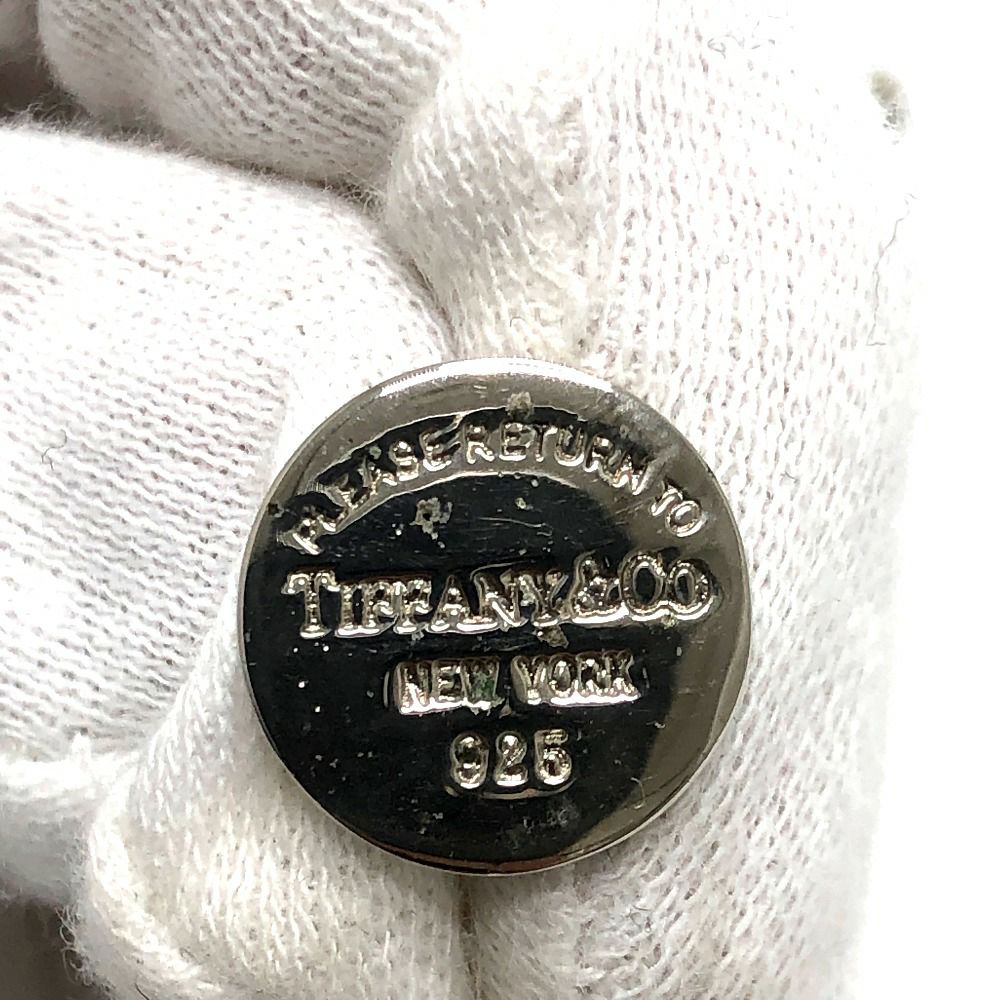 PLEASE RETURN TO
TIFFANY&CO
NEW YORK
925